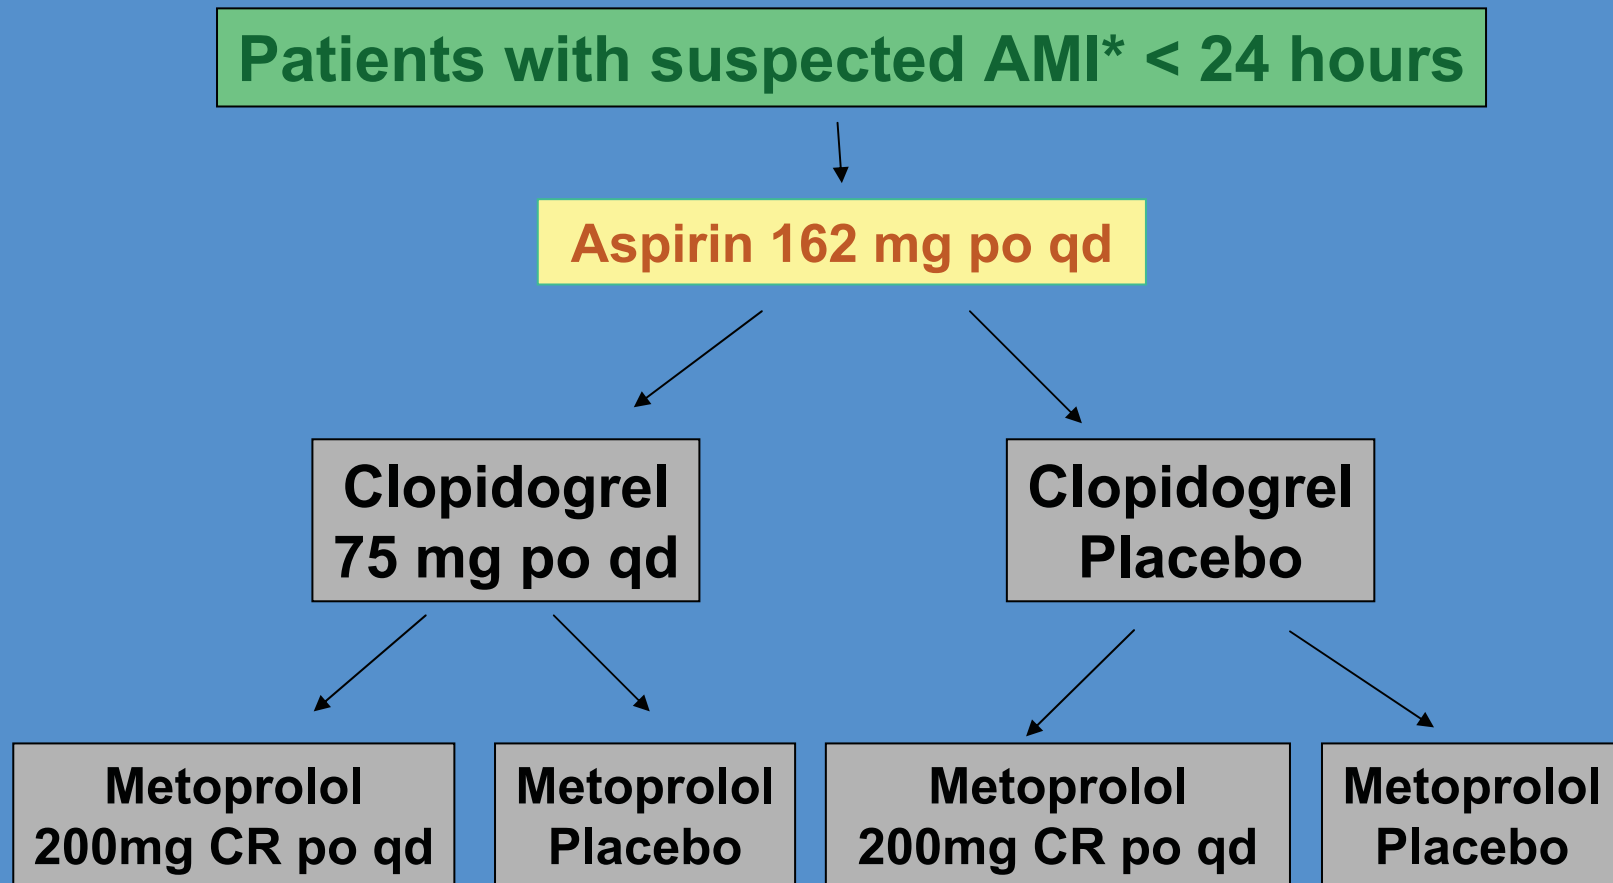 Patients with suspected AMI* < 24 hours
Aspirin 162 mg po qd
Clopidogrel
75 mg po qd
Clopidogrel
Placebo
Metoprolol
200mg CR po qd
Metoprolol
Placebo
Metoprolol
200mg CR po qd
Metoprolol
Placebo